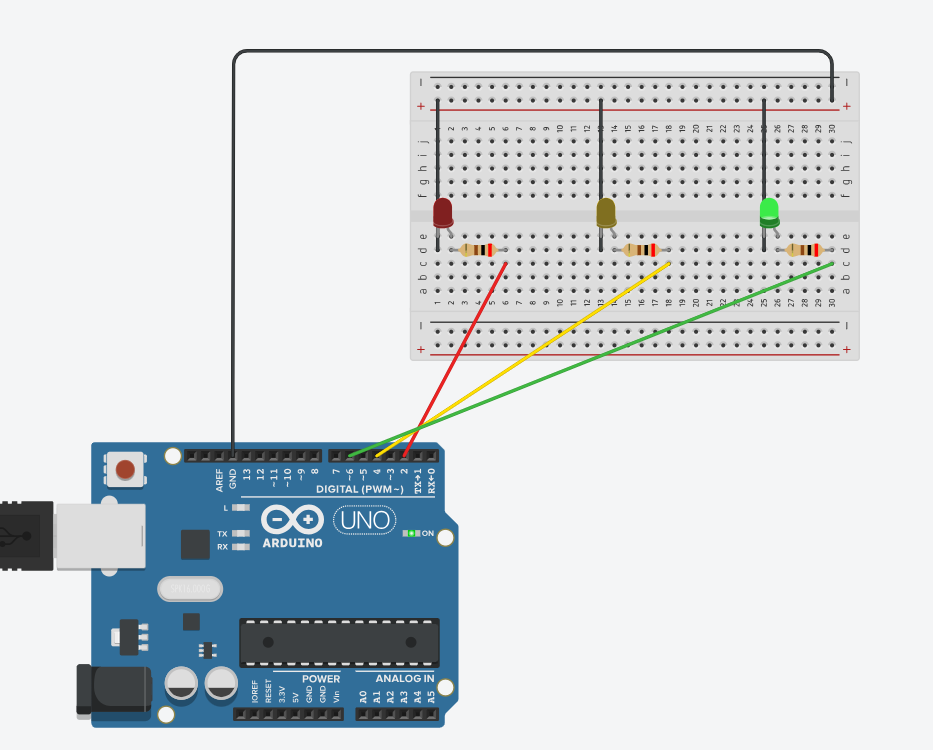 − −
+ +
1 2 3 4 5 6 7 8 9 10 11 12 13 14 15 16 17 18 19 20 21 22 23 24 25 26 27 28 29 30
j j
i i
h h
g g
f f
e e
d d
c c
b b
a a
1 2 3 4 5 6 7 8 9 10 11 12 13 14 15 16 17 18 19 20 21 22 23 24 25 26 27 28 29 30
− −
+ +
AREF GND 13 12 ~11 ~10 ~9 8 7 ~6 ~5 4 ~3 2 TX→1 RX←0
DIGITAL (PWM~)
L
TX
RX
UNO
ON
ARDUINO
POWER ANALOG IN
IOREF RESET 3.3V 5V GND GND Vin A0 A1 A2 A3 A4 A5